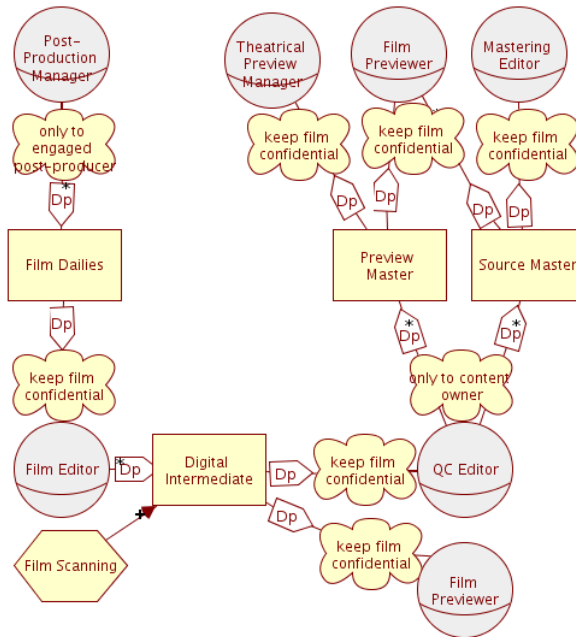 Post-
Production
Manager
Theatrical
Preview
Manager
Film
Previewer
Mastering
Editor
only to
engaged
post-producer
keep film
confidential
keep film
confidential
keep film
confidential
*
Dp
Dp
Dp
Dp
Dp
Film Dailies
Preview
Master
Source Master
Dp
*
Dp
*
Dp
keep film
confidential
only to content
owner
Film Editor
*
Dp
Digital
Intermediate
Dp
keep film
confidential
QC Editor
Dp
+
Film Scanning
keep film
confidential
Film
Previewer